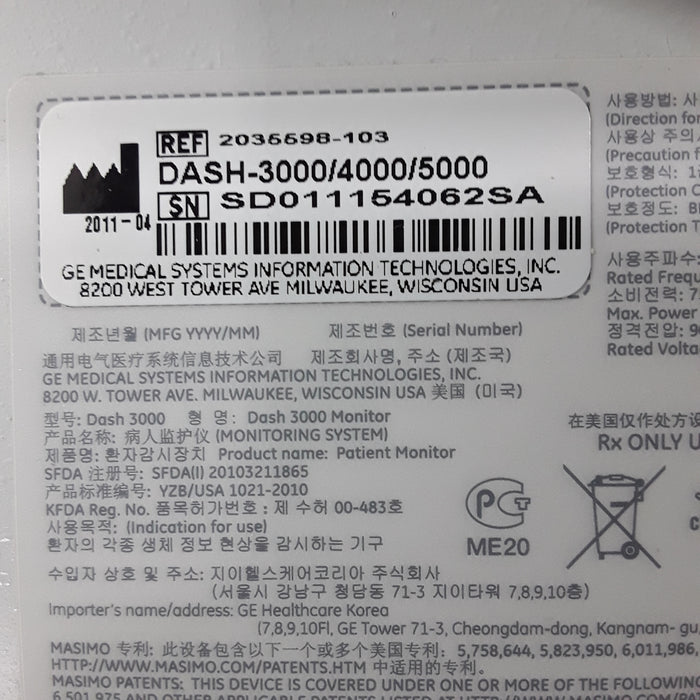 REF 2035598-103
DASH-3000/4000/5000
SN SD011154062SA
2011-04
GE MEDICAL SYSTEMS INFORMATION TECHNOLOGIES, INC.
8200 WEST TOWER AVE MILWAUKEE, WISCONSIN USA
제조년월 (MFG YYYY/MM) 제조번호 (Serial Number)
通用电气医疗系统信息技术公司 제조회사명, 주소 (제조국)
GE MEDICAL SYSTEMS INFORMATION TECHNOLOGIES, INC.
8200 W. TOWER AVE. MILWAUKEE, WISCONSIN USA 美国 (미국)
型号: Dash 3000 형 명: Dash 3000 Monitor
产品名称: 病人监护仪 (MONITORING SYSTEM)
제품명: 환자감시장치 Product name: Patient Monitor
SFDA 注册号: SFDA(I) 20103211865
产品标准编号: YZB/USA 1021-2010
KFDA Reg. No. 품목허가번호: 제 수허 00-483호
사용목적: (Indication for use)
환자의 각종 생체 정보 현상을 감시하는 기구
수입자 상호 및 주소: 지이헬스케어코리아 주식회사
(서울시 강남구 청담동 71-3 지이타워 7,8,9,10층)
Importer's name/address: GE Healthcare Korea
(7,8,9,10Fl, GE Tower 71-3, Cheongdam-dong, Kangnam-gu
MASIMO 专利: 此设备包含以下一个或多个美国专利: 5,758,644, 5,823,950, 6,011,986,
HTTP://WWW.MASIMO.COM/PATENTS.HTM 中适用的专利。
MASIMO PATENTS: THIS DEVICE IS COVERED UNDER ONE OR MORE OF THE FOLLOWING
사용방법: 사
(Direction for
사용상 주의
(Precaution f
보호형식: 1
(Protection C
보호정도: B
(Protection T
사용주파수:
Rated Frequ
소비전력: 7
Max. Power
정격전압: 9
Rated Volta
在美国仅作处方设
Rx ONLY U
PCT
ME20